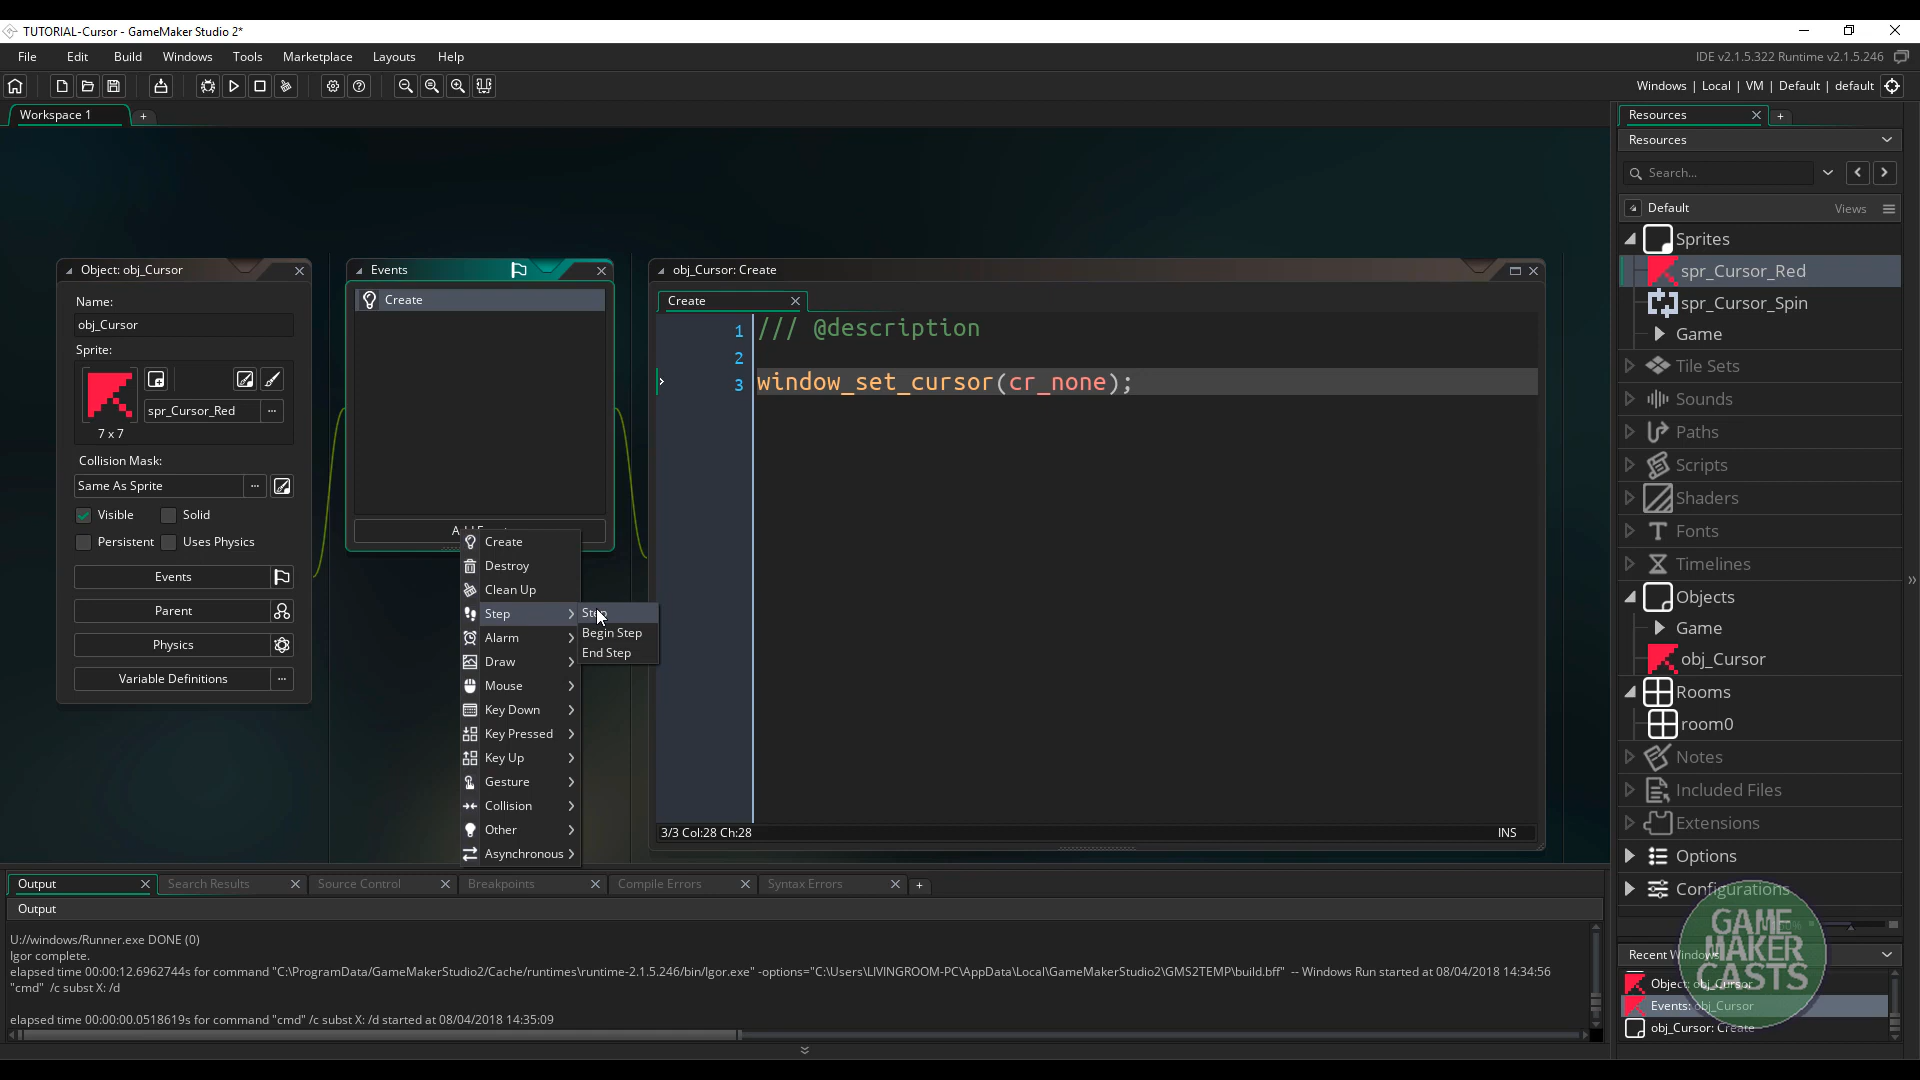 TUTORIAL-Cursor - GameMaker Studio 2*
File Edit Build Windows Tools Marketplace Layouts Help
IDE v2.1.5.322 Runtime v2.1.5.246
Windows | Local | VM | Default | default
Workspace 1
Resources
Resources
Search...
Default
Views
Sprites
spr_Cursor_Red
spr_Cursor_Spin
Game
Tile Sets
Sounds
Paths
Scripts
Shaders
Fonts
Timelines
Objects
Game
obj_Cursor
Rooms
room0
Notes
Included Files
Extensions
Options
Configurations
Recent Windows
Object: obj_Cursor
Events: obj_Cursor
obj_Cursor: Create
GAME
MAKER
CASTS
Object: obj_Cursor
Name:
obj_Cursor
Sprite:
spr_Cursor_Red
7 x 7
Collision Mask:
Same As Sprite
Visible
Solid
Persistent
Uses Physics
Events
Parent
Physics
Variable Definitions
Events
Create
Create
Destroy
Clean Up
Step
Alarm
Draw
Mouse
Key Down
Key Pressed
Key Up
Gesture
Collision
Other
Asynchronous
Step
Begin Step
End Step
obj_Cursor: Create
Create
1 /// @description
2
3 window_set_cursor(cr_none);
3/3 Col:28 Ch:28
INS
Output
Search Results
Source Control
Breakpoints
Compile Errors
Syntax Errors
Output
U://windows/Runner.exe DONE (0)
Igor complete.
elapsed time 00:00:12.6962744s for command "C:\ProgramData/GameMakerStudio2/Cache/runtimes\runtime-2.1.5.246/bin/Igor.exe" -options="C:\Users\LIVINGROOM-PC\AppData\Local\GameMakerStudio2\GMS2TEMP\build.bff" -- Windows Run started at 08/04/2018 14:34:56
"cmd" /c subst X: /d
elapsed time 00:00:00.0518619s for command "cmd" /c subst X: /d started at 08/04/2018 14:35:09